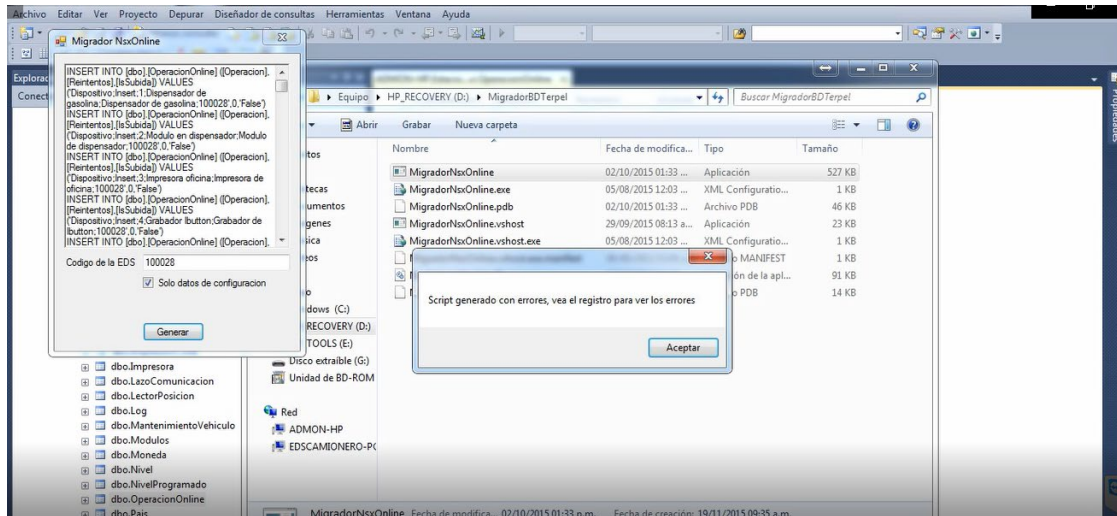 Archivo Editar Ver Proyecto Depurar Diseñador de consultas Herramientas Ventana Ayuda
Migrador NsxOnline
INSERT INTO [dbo].[OperacionOnline] ([Operacion],
[Reintentos],[IsSubida]) VALUES
('Dispositivo;Insert;1;Dispensador de
gasolina;Dispensador de gasolina;100028',0,'False')
INSERT INTO [dbo].[OperacionOnline] ([Operacion],
[Reintentos],[IsSubida]) VALUES
('Dispositivo;Insert;2;Modulo en dispensador;Modulo
de dispensador;100028',0,'False')
INSERT INTO [dbo].[OperacionOnline] ([Operacion],
[Reintentos],[IsSubida]) VALUES
('Dispositivo;Insert;3;Impresora oficina;Impresora de
oficina;100028',0,'False')
INSERT INTO [dbo].[OperacionOnline] ([Operacion],
[Reintentos],[IsSubida]) VALUES
('Dispositivo;Insert;4;Grabador Ibutton;Grabador de
Ibutton;100028',0,'False')
INSERT INTO [dbo].[OperacionOnline] ([Operacion],
Codigo de la EDS 100028
Solo datos de configuracion
Generar
Explorac
Conect
Propiedades
Equipo HP_RECOVERY (D:) MigradorBDTerpel
Buscar MigradorBDTerpel
Abrir Grabar Nueva carpeta
Nombre Fecha de modifica... Tipo Tamaño
MigradorNsxOnline 02/10/2015 01:33 ... Aplicación 527 KB
MigradorNsxOnline.exe 05/08/2015 12:03 ... XML Configuratio... 1 KB
MigradorNsxOnline.pdb 02/10/2015 01:33 ... Archivo PDB 46 KB
MigradorNsxOnline.vshost 29/09/2015 08:13 a... Aplicación 23 KB
MigradorNsxOnline.vshost.exe 05/08/2015 12:03 ... XML Configuratio... 1 KB
o MANIFEST 1 KB
ón de la apl... 91 KB
o PDB 14 KB
Script generado con errores, vea el registro para ver los errores
Aceptar
tos
tecas
umentos
genes
sica
eos
o
dows (C:)
RECOVERY (D:)
TOOLS (E:)
Disco extraíble (G:)
Unidad de BD-ROM
Red
ADMON-HP
EDSCAMIONERO-PC
dbo.Impresora
dbo.LazoComunicacion
dbo.LectorPosicion
dbo.Log
dbo.MantenimientoVehiculo
dbo.Modulos
dbo.Moneda
dbo.Nivel
dbo.NivelProgramado
dbo.OperacionOnline
dbo.Pais
MigradorNsxOnline Fecha de modifica... 02/10/2015 01:33 p.m. Fecha de creación: 19/11/2015 09:35 a.m.